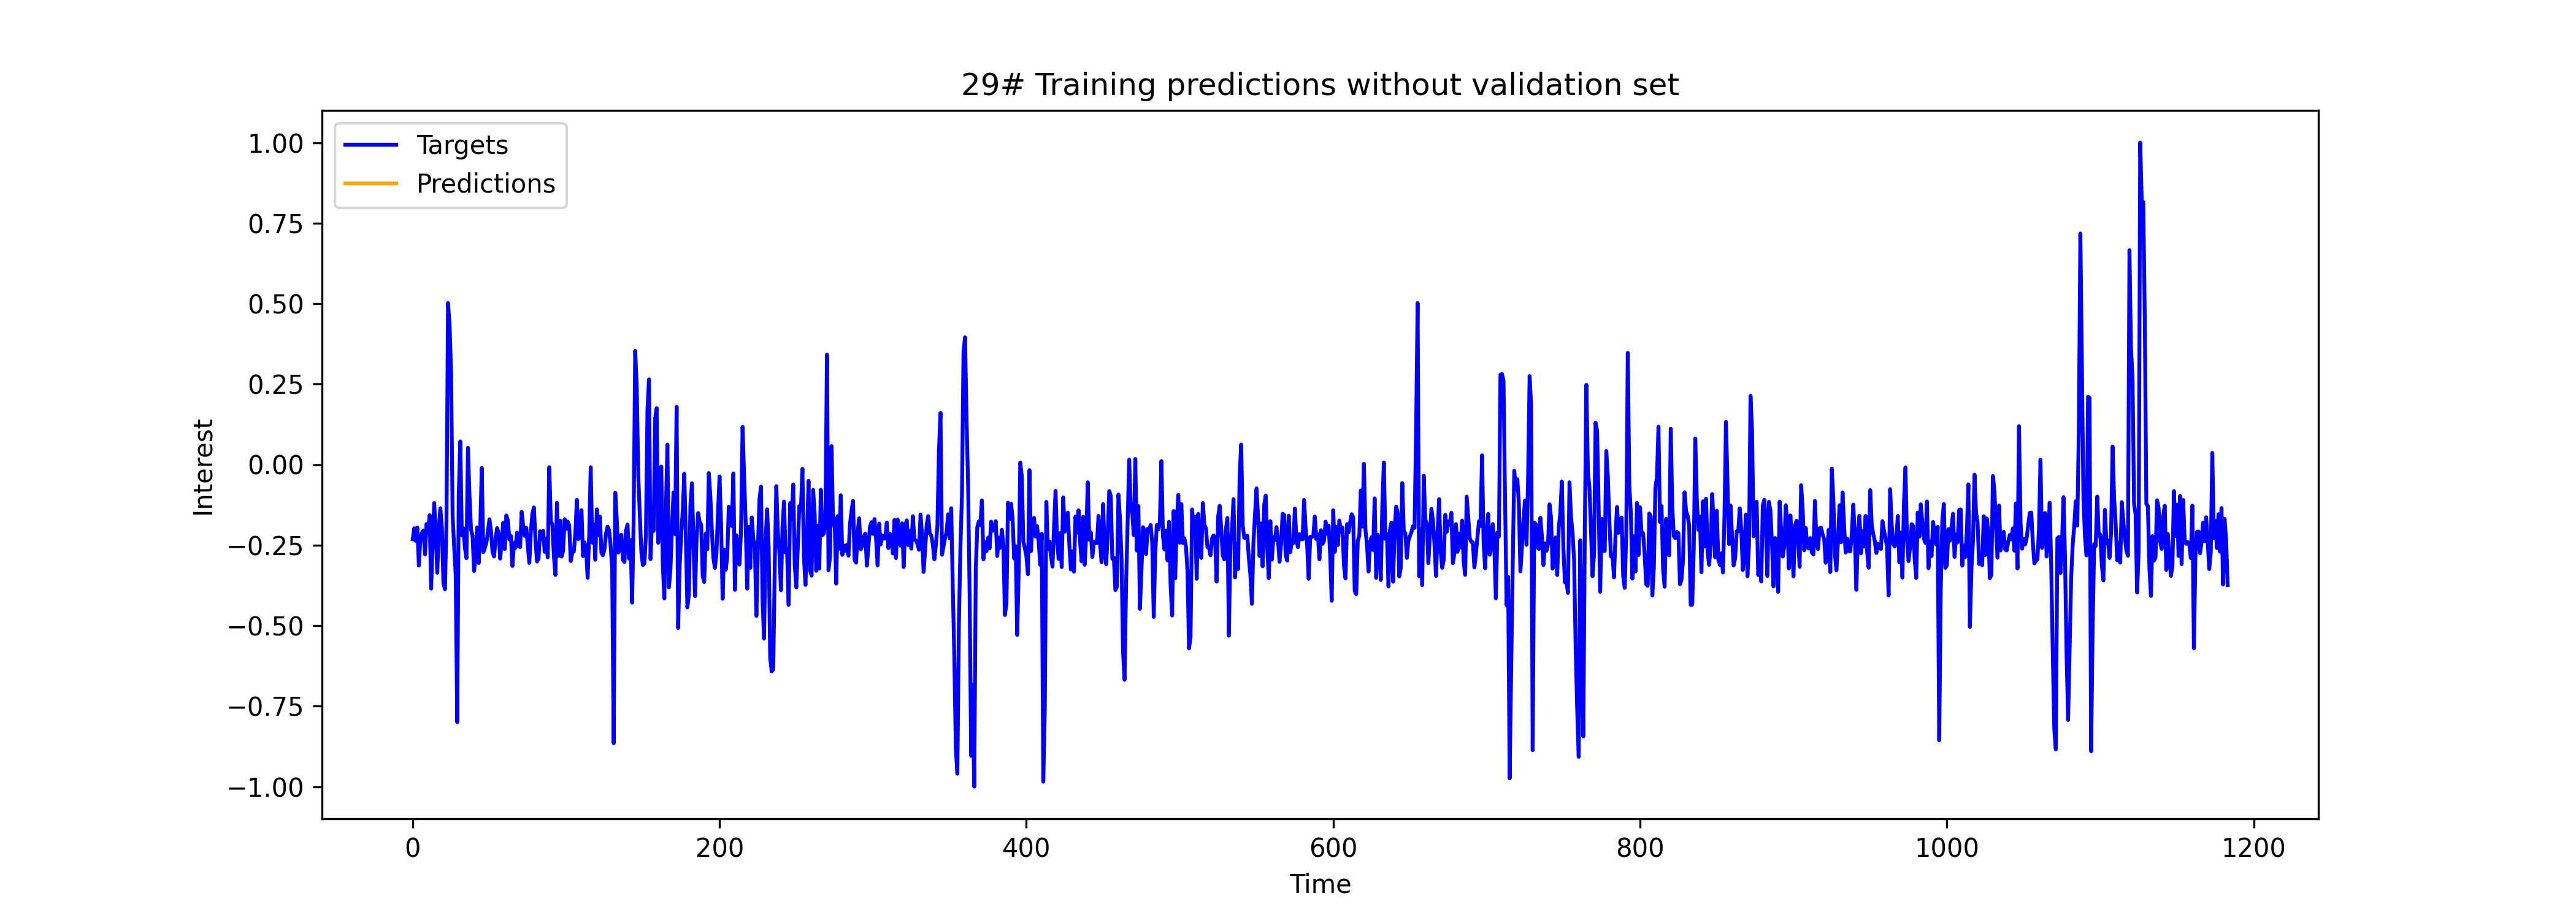 29# Training predictions without validation set
Targets
Predictions
1.00
0.75
0.50
0.25
0.00
−0.25
−0.50
−0.75
−1.00
Interest
0 200 400 600 800 1000 1200
Time